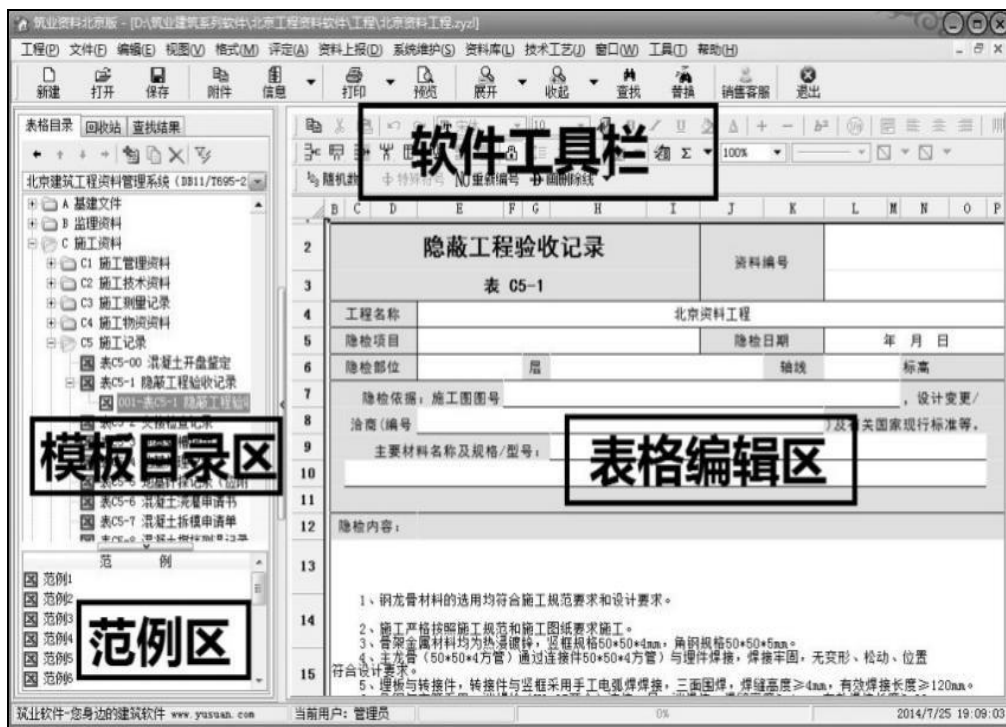 筑业资料北京版 - [D:\筑业建筑系列软件\北京工程资料软件\工程\北京资料工程.zyzl]
工程(P) 文件(F) 编辑(E) 视图(V) 格式(M) 评定(A) 资料上报(D) 系统维护(S) 资料库(L) 技术工艺(J) 窗口(W) 工具(T) 帮助(H)
新建 打开 保存 附件 信息 打印 预览 展开 收起 查找 替换 销售客服 退出
表格目录 回收站 查找结果
软件工具栏
100%
随机数 NO重新编号 画删除线
北京建筑工程资料管理系统 (DB11/T695-2
A 基建文件
B 监理资料
C 施工资料
C1 施工管理资料
C2 施工技术资料
C3 施工测量记录
C4 施工物资资料
C5 施工记录
表C5-00 混凝土开盘鉴定
表C5-1 隐蔽工程验收记录
001-表C5-1 隐蔽工程验收
模板目录区
表C5-6 混凝土浇灌申请书
表C5-7 混凝土拆模申请单
范 例
范例1
范例2
范例3
范例4
范例5
范例6
范例区
B C D E F G H I J K L M N O P
2 隐蔽工程验收记录 资料编号
3 表 C5-1
4 工程名称 北京资料工程
5 隐检项目 隐检日期 年 月 日
6 隐检部位 层 轴线 标高
7 隐检依据：施工图图号 ，设计变更/
8 洽商(编号 )及有关国家现行标准等。
9 主要材料名称及规格/型号：
表格编辑区
10
11
12 隐检内容：
13
14
1、钢龙骨材料的选用均符合施工规范要求和设计要求。
2、施工严格按照施工规范和施工图纸要求施工。
3、骨架金属材料均为热浸镀锌，竖框规格50*50*4mm，角钢规格50*50*5mm。
4、主龙骨（50*50*4方管）通过连接件50*50*4方管）与埋件焊接，焊接牢固，无变形、松动、位置
15 符合设计要求。
5、埋板与转接件，转接件与竖框采用手工电弧焊焊接，三面围焊，焊缝高度≥4mm，有效焊接长度≥120mm。
筑业软件-您身边的建筑软件 www.yusuan.com 当前用户：管理员 0% 2014/7/25 19:09:03